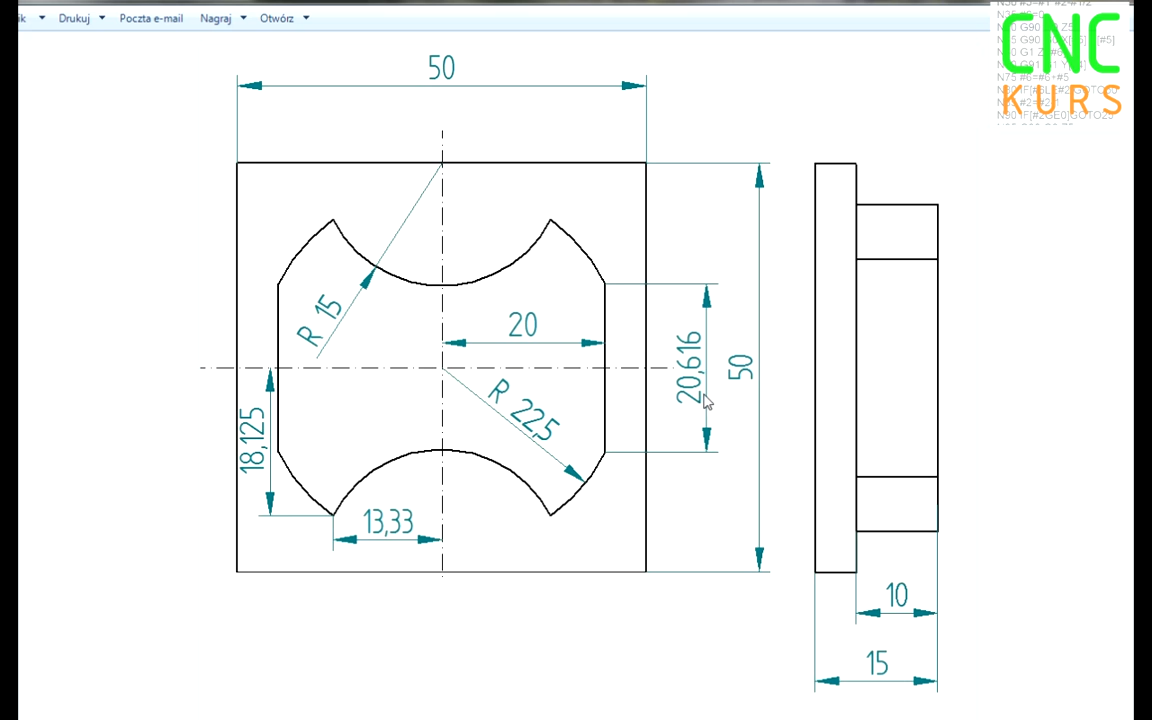 Drukuj Poczta e-mail Nagraj Otwórz
CNC
KURS
50
R 15
20
20,616
50
R 22,5
18,125
13,33
10
15